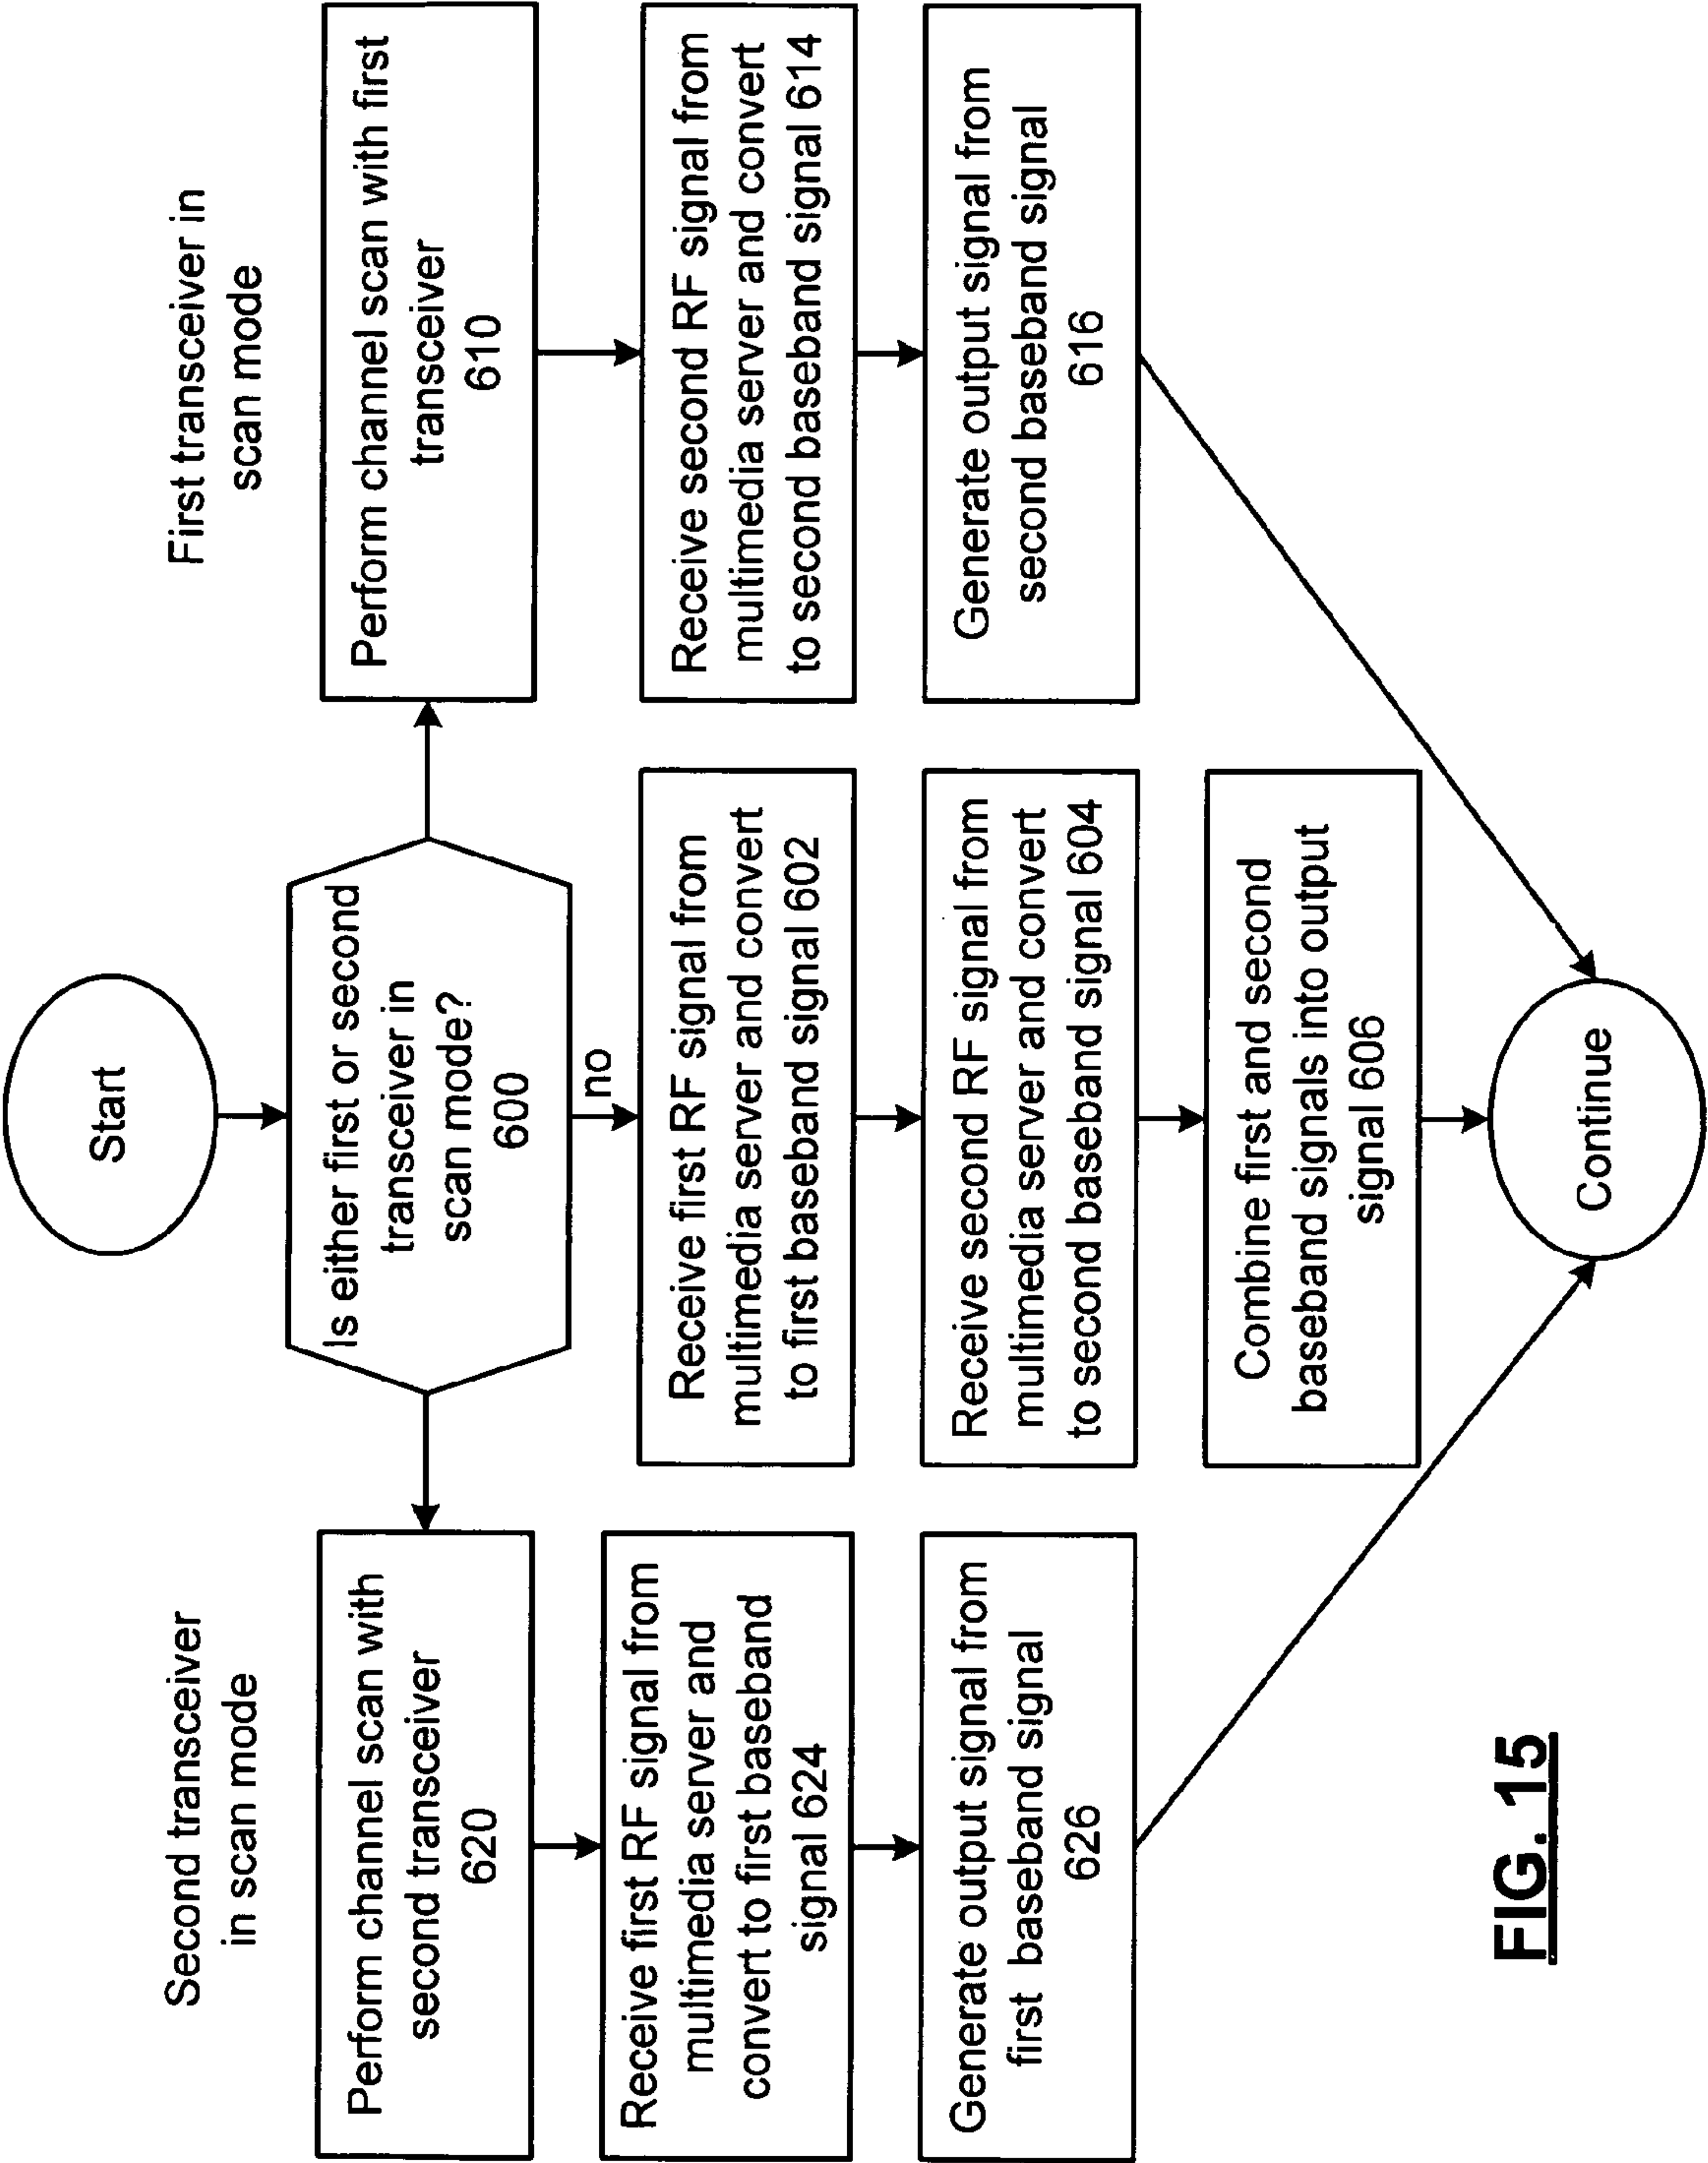 Start
Second transceiver
in scan mode
First transceiver in
scan mode
Is either first or second
transceiver in
scan mode?
600
no
Perform channel scan with
second transceiver
620
Receive first RF signal from
multimedia server and
convert to first baseband
signal 624
Generate output signal from
first baseband signal
626
Receive first RF signal from
multimedia server and convert
to first baseband signal 602
Receive second RF signal from
multimedia server and convert
to second baseband signal 604
Combine first and second
baseband signals into output
signal 606
Perform channel scan with first
transceiver
610
Receive second RF signal from
multimedia server and convert
to second baseband signal 614
Generate output signal from
second baseband signal
616
Continue
FIG. 15